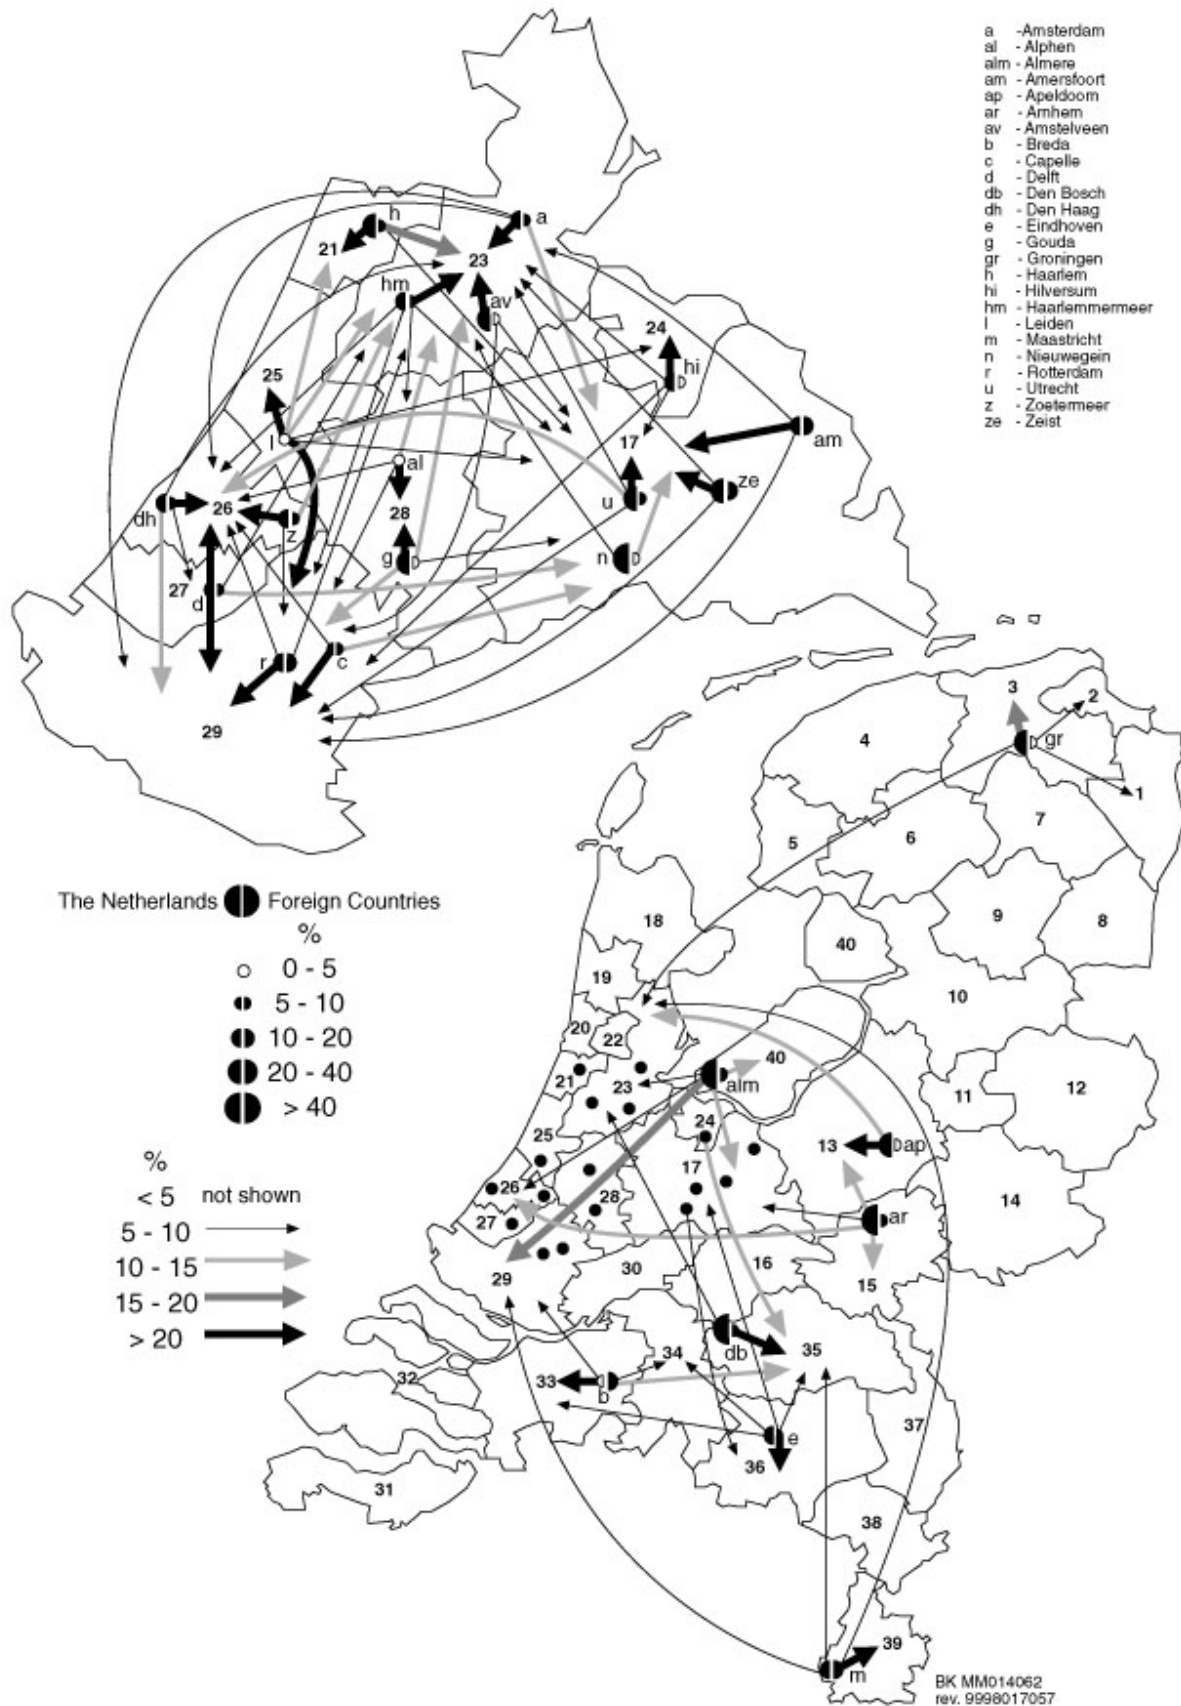 a - Amsterdam
al - Alphen
alm - Almere
am - Amersfoort
ap - Apeldoorn
ar - Arnhem
av - Amstelveen
b - Breda
c - Capelle
d - Delft
db - Den Bosch
dh - Den Haag
e - Eindhoven
g - Gouda
gr - Groningen
h - Haarlem
hi - Hilversum
hm - Haarlemmermeer
l - Leiden
m - Maastricht
n - Nieuwegein
r - Rotterdam
u - Utrecht
z - Zoetermeer
ze - Zeist
h
a
21
23
hm
av
24
hi
25
l
17
am
al
ze
dh
26
z
28
u
g
n
27
d
r
c
29
3
2
4
gr
1
7
5
6
The Netherlands Foreign Countries
%
0 - 5
5 - 10
10 - 20
20 - 40
> 40
18
9
8
40
19
10
20
22
40
21
23
alm
11
12
24
13
ap
25
17
26
28
14
27
ar
16
15
29
30
db
35
34
33
b
32
37
e
36
31
38
39
m
%
< 5 not shown
5 - 10
10 - 15
15 - 20
> 20
BK MM014062
rev. 9998017057